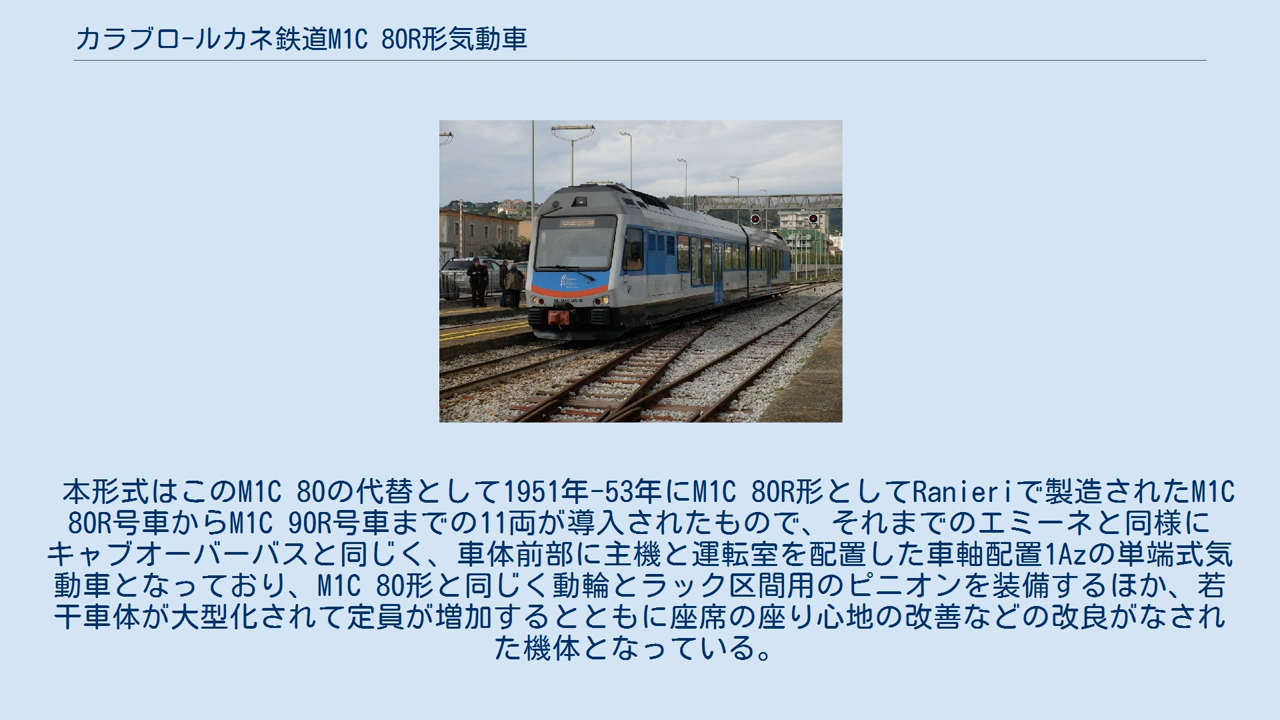 カラブロ-ルカネ鉄道M1C 80R形気動車
本形式はこのM1C 80の代替として1951年-53年にM1C 80R形としてRanieriで製造されたM1C
80R号車からM1C 90R号車までの11両が導入されたもので、それまでのエミーネと同様に
キャブオーバーバスと同じく、車体前部に主機と運転室を配置した車軸配置1Azの単端式気
動車となっており、M1C 80形と同じく動輪とラック区間用のピニオンを装備するほか、若
干車体が大型化されて定員が増加するとともに座席の座り心地の改善などの改良がなされ
た機体となっている。